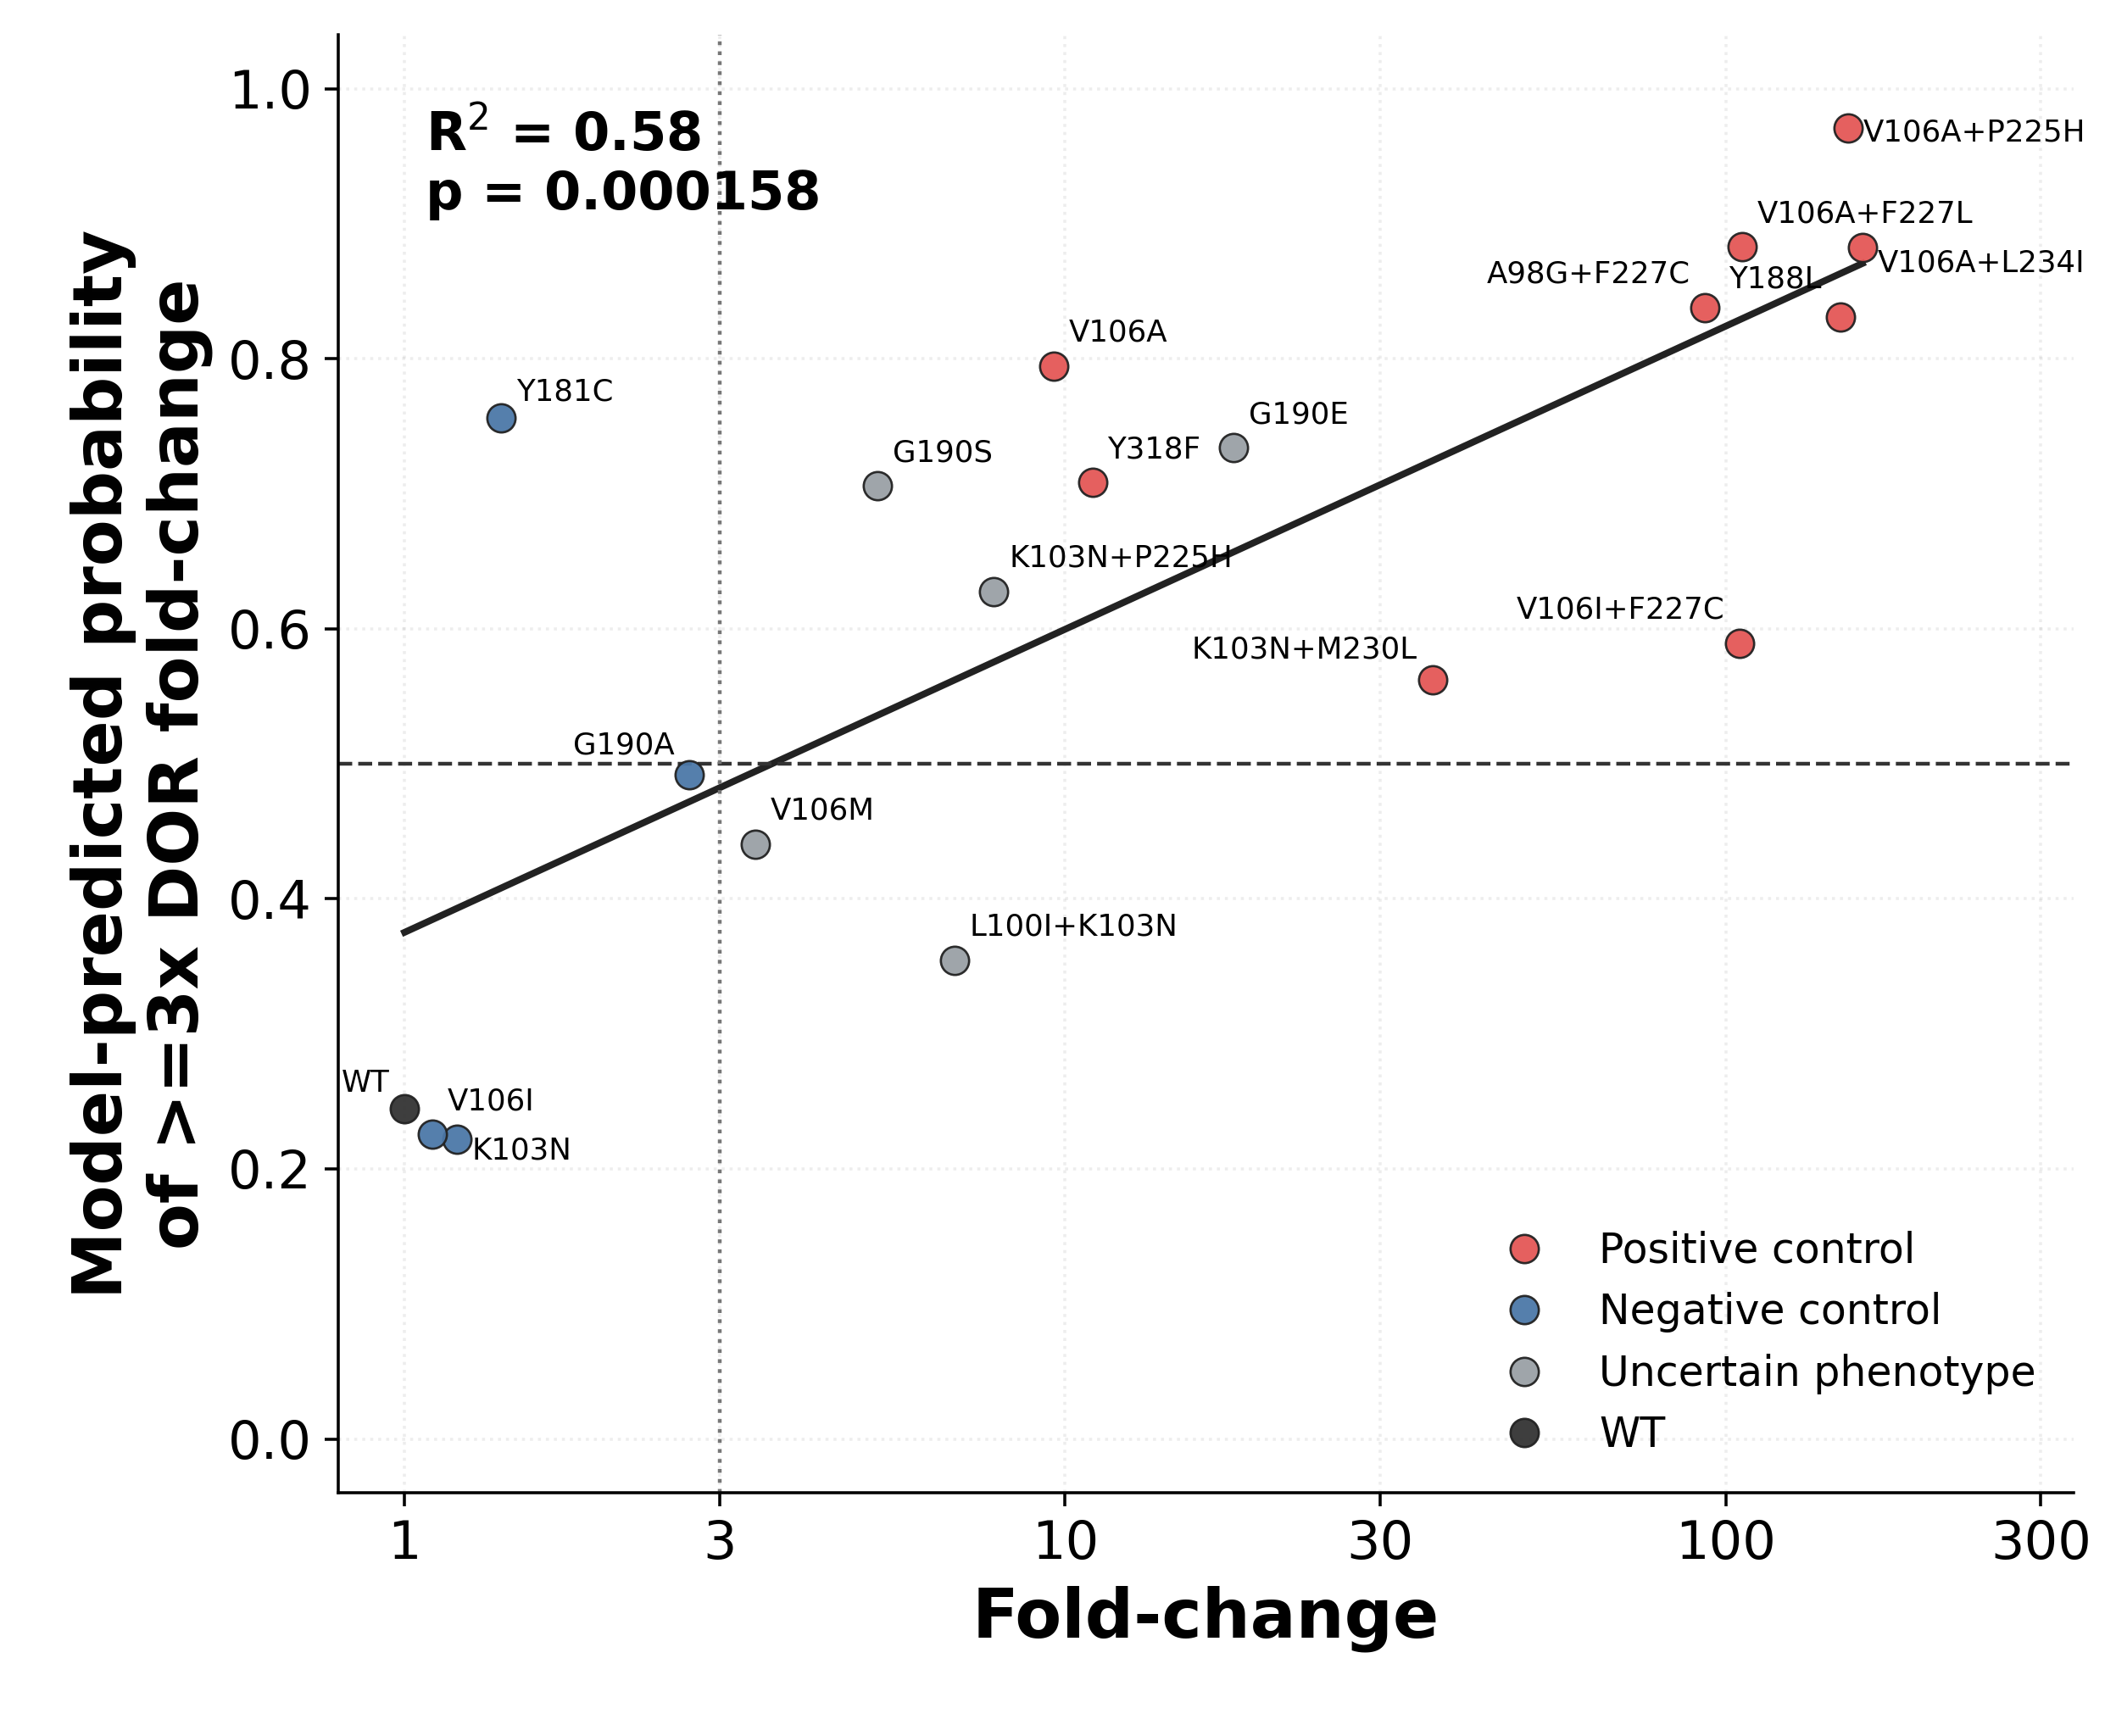 Model-predicted probability
of >=3x DOR fold-change
1.0
0.8
0.6
0.4
0.2
0.0
R² = 0.58
p = 0.000158
V106A+P225H
V106A+F227L
V106A+L234I
A98G+F227C
Y188L
V106A
Y181C
G190E
G190S
Y318F
K103N+P225H
V106I+F227C
K103N+M230L
G190A
V106M
L100I+K103N
WT
V106I
K103N
Positive control
Negative control
Uncertain phenotype
WT
1
3
10
30
100
300
Fold-change